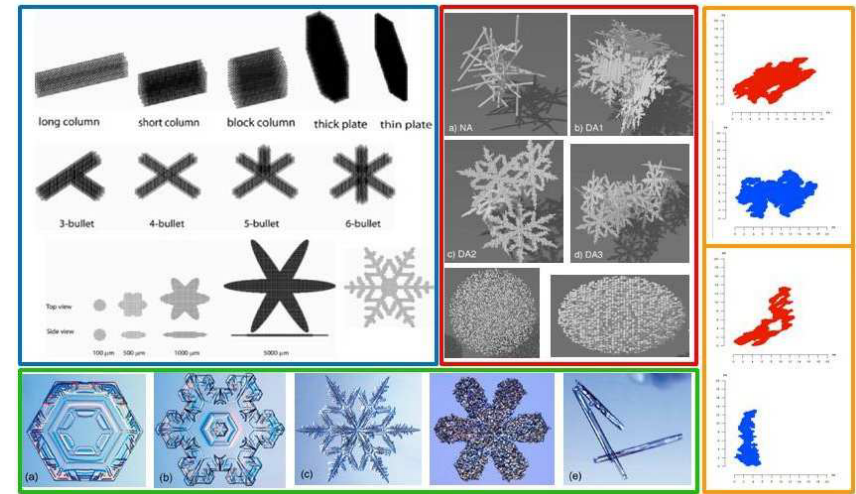 long column
short column
block column
thick plate
thin plate
3-bullet
4-bullet
5-bullet
6-bullet
Top view
Side view
100 μm
500 μm
1000 μm
5000 μm
a) NA
b) DA1
c) DA2
d) DA3
(a)
(b)
(c)
(e)